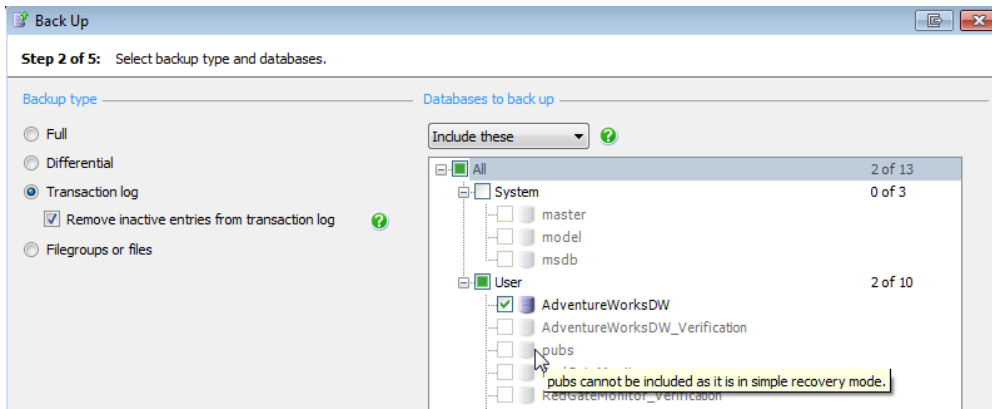 Back Up
Step 2 of 5: Select backup type and databases.
Backup type
Full
Differential
Transaction log
Remove inactive entries from transaction log
Filegroups or files
Databases to back up
Include these
All 2 of 13
System 0 of 3
master
model
msdb
User 2 of 10
AdventureWorksDW
AdventureWorksDW_Verification
pubs
pubs cannot be included as it is in simple recovery mode.
RedGateMonitor_Verification